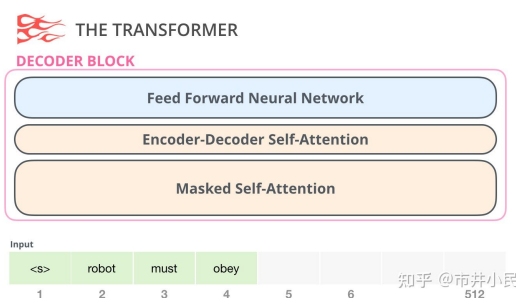 THE TRANSFORMER
DECODER BLOCK
Feed Forward Neural Network
Encoder-Decoder Self-Attention
Masked Self-Attention
Input
<s> robot must obey
1 2 3 4 5 6 512
知乎 @市井小民